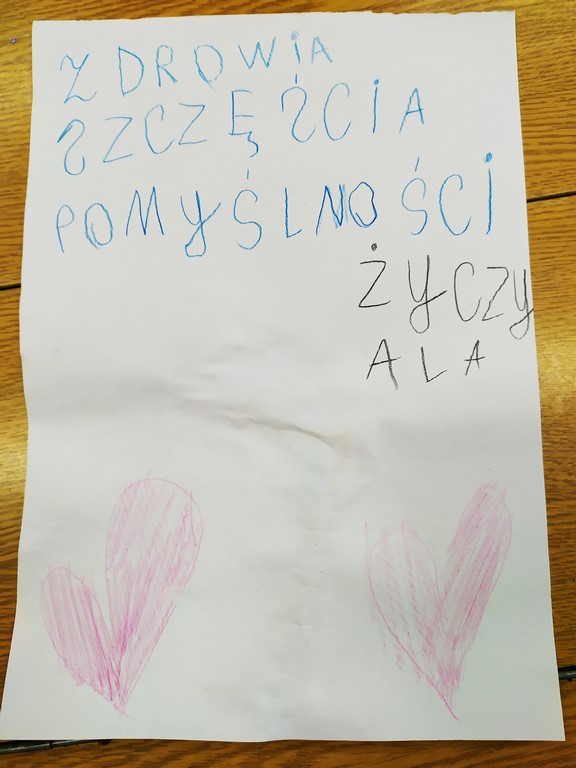 ZDROWiA
SZCZĘŚCiA
POMYŚLNOŚCi
ŻYCZY
ALA